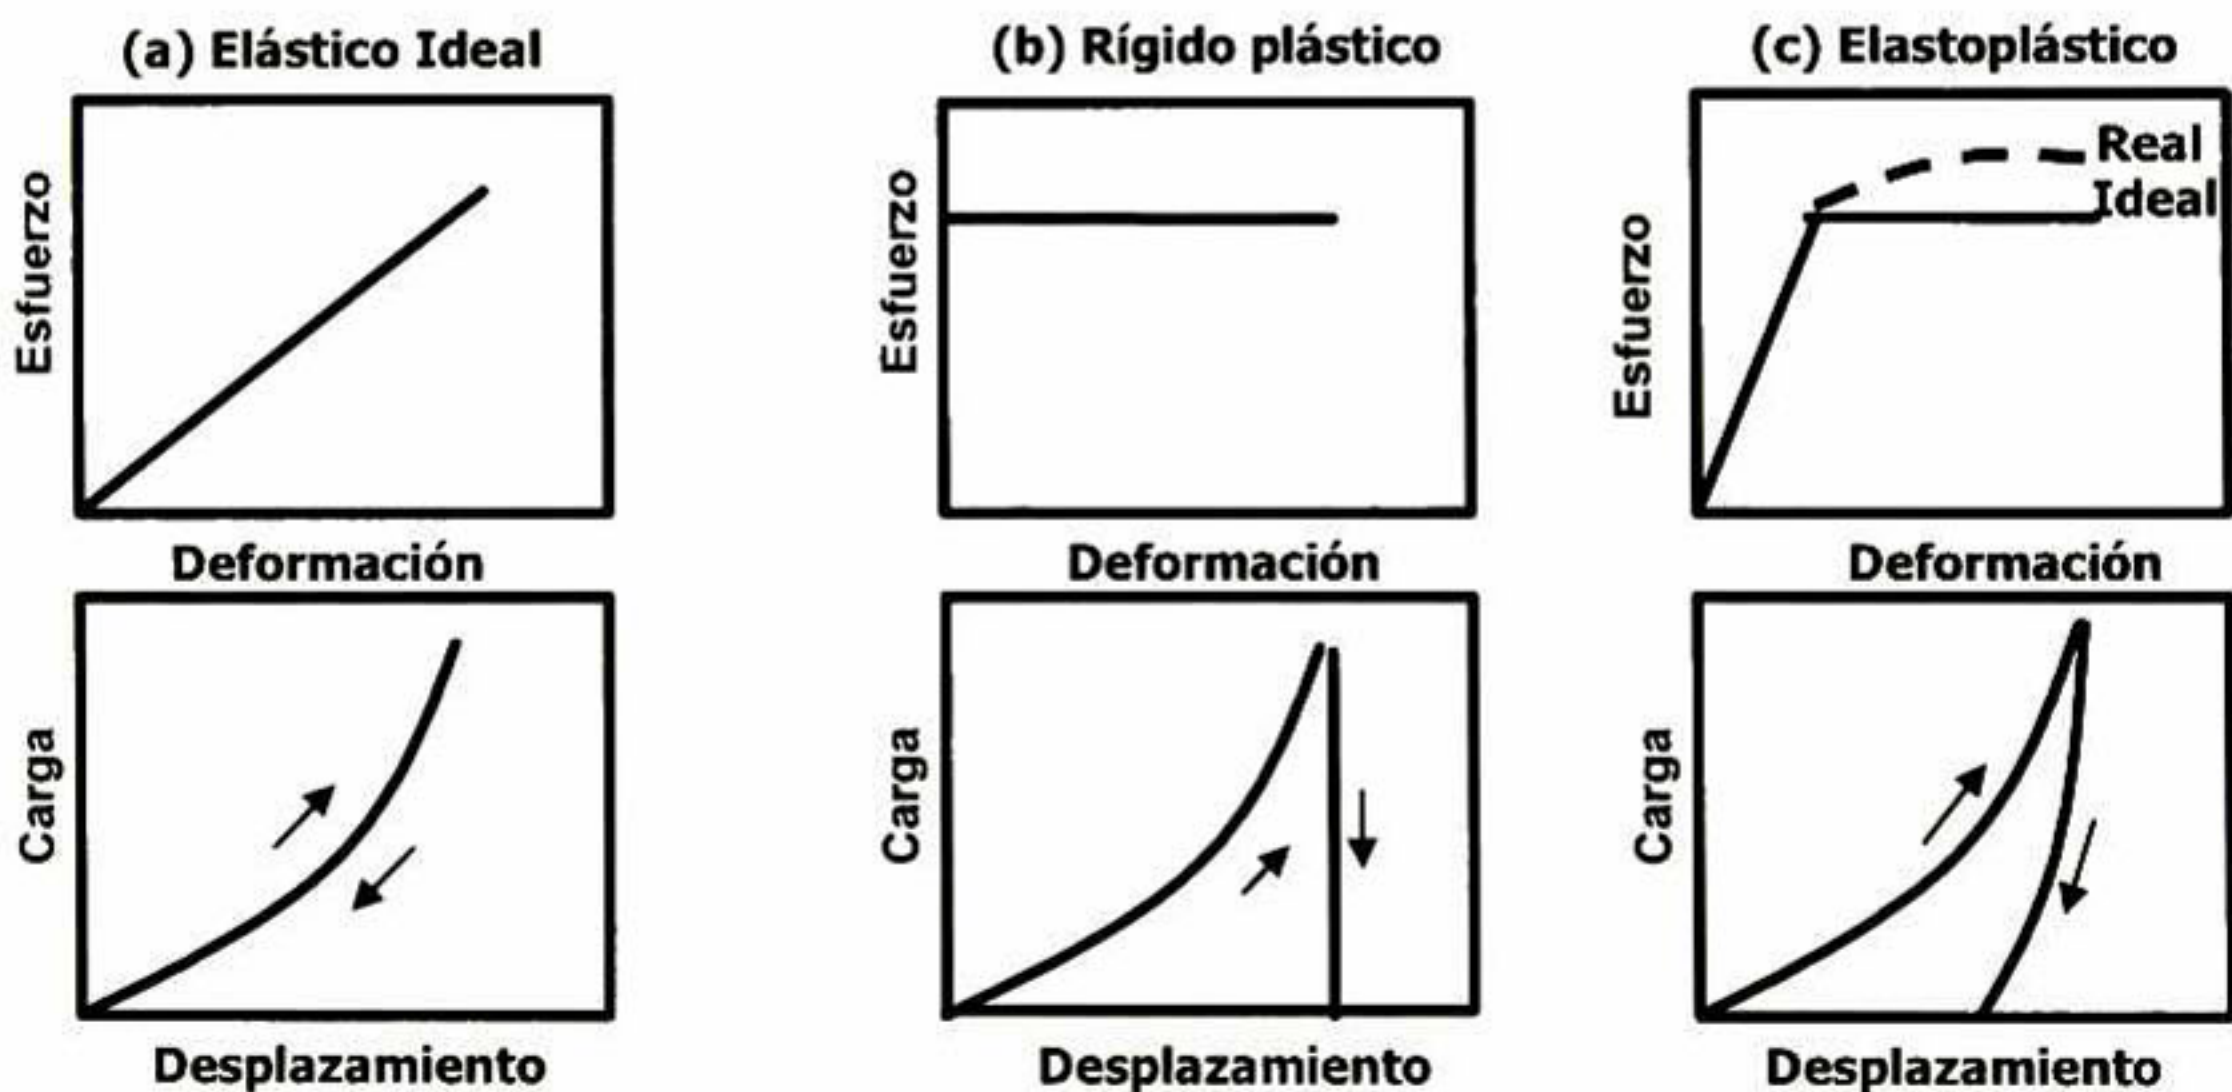 (a) Elástico Ideal
(b) Rígido plástico
(c) Elastoplástico
Esfuerzo
Esfuerzo
Esfuerzo
Real
Ideal
Deformación
Deformación
Deformación
Carga
Carga
Carga
Desplazamiento
Desplazamiento
Desplazamiento